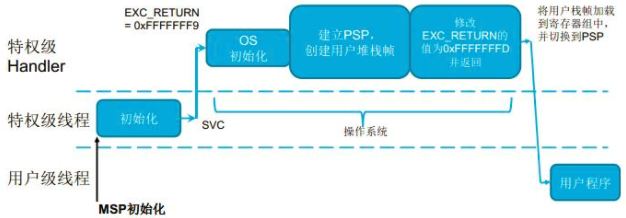 EXC_RETURN
= 0xFFFFFFF9
将用户栈帧加载
到寄存器组中,
并切换到PSP
特权级
Handler
OS
初始化
建立PSP,
创建用户堆栈帧
修改
EXC_RETURN的
值为0xFFFFFFFD
并返回
特权级线程
初始化
SVC
操作系统
用户级线程
用户程序
MSP初始化